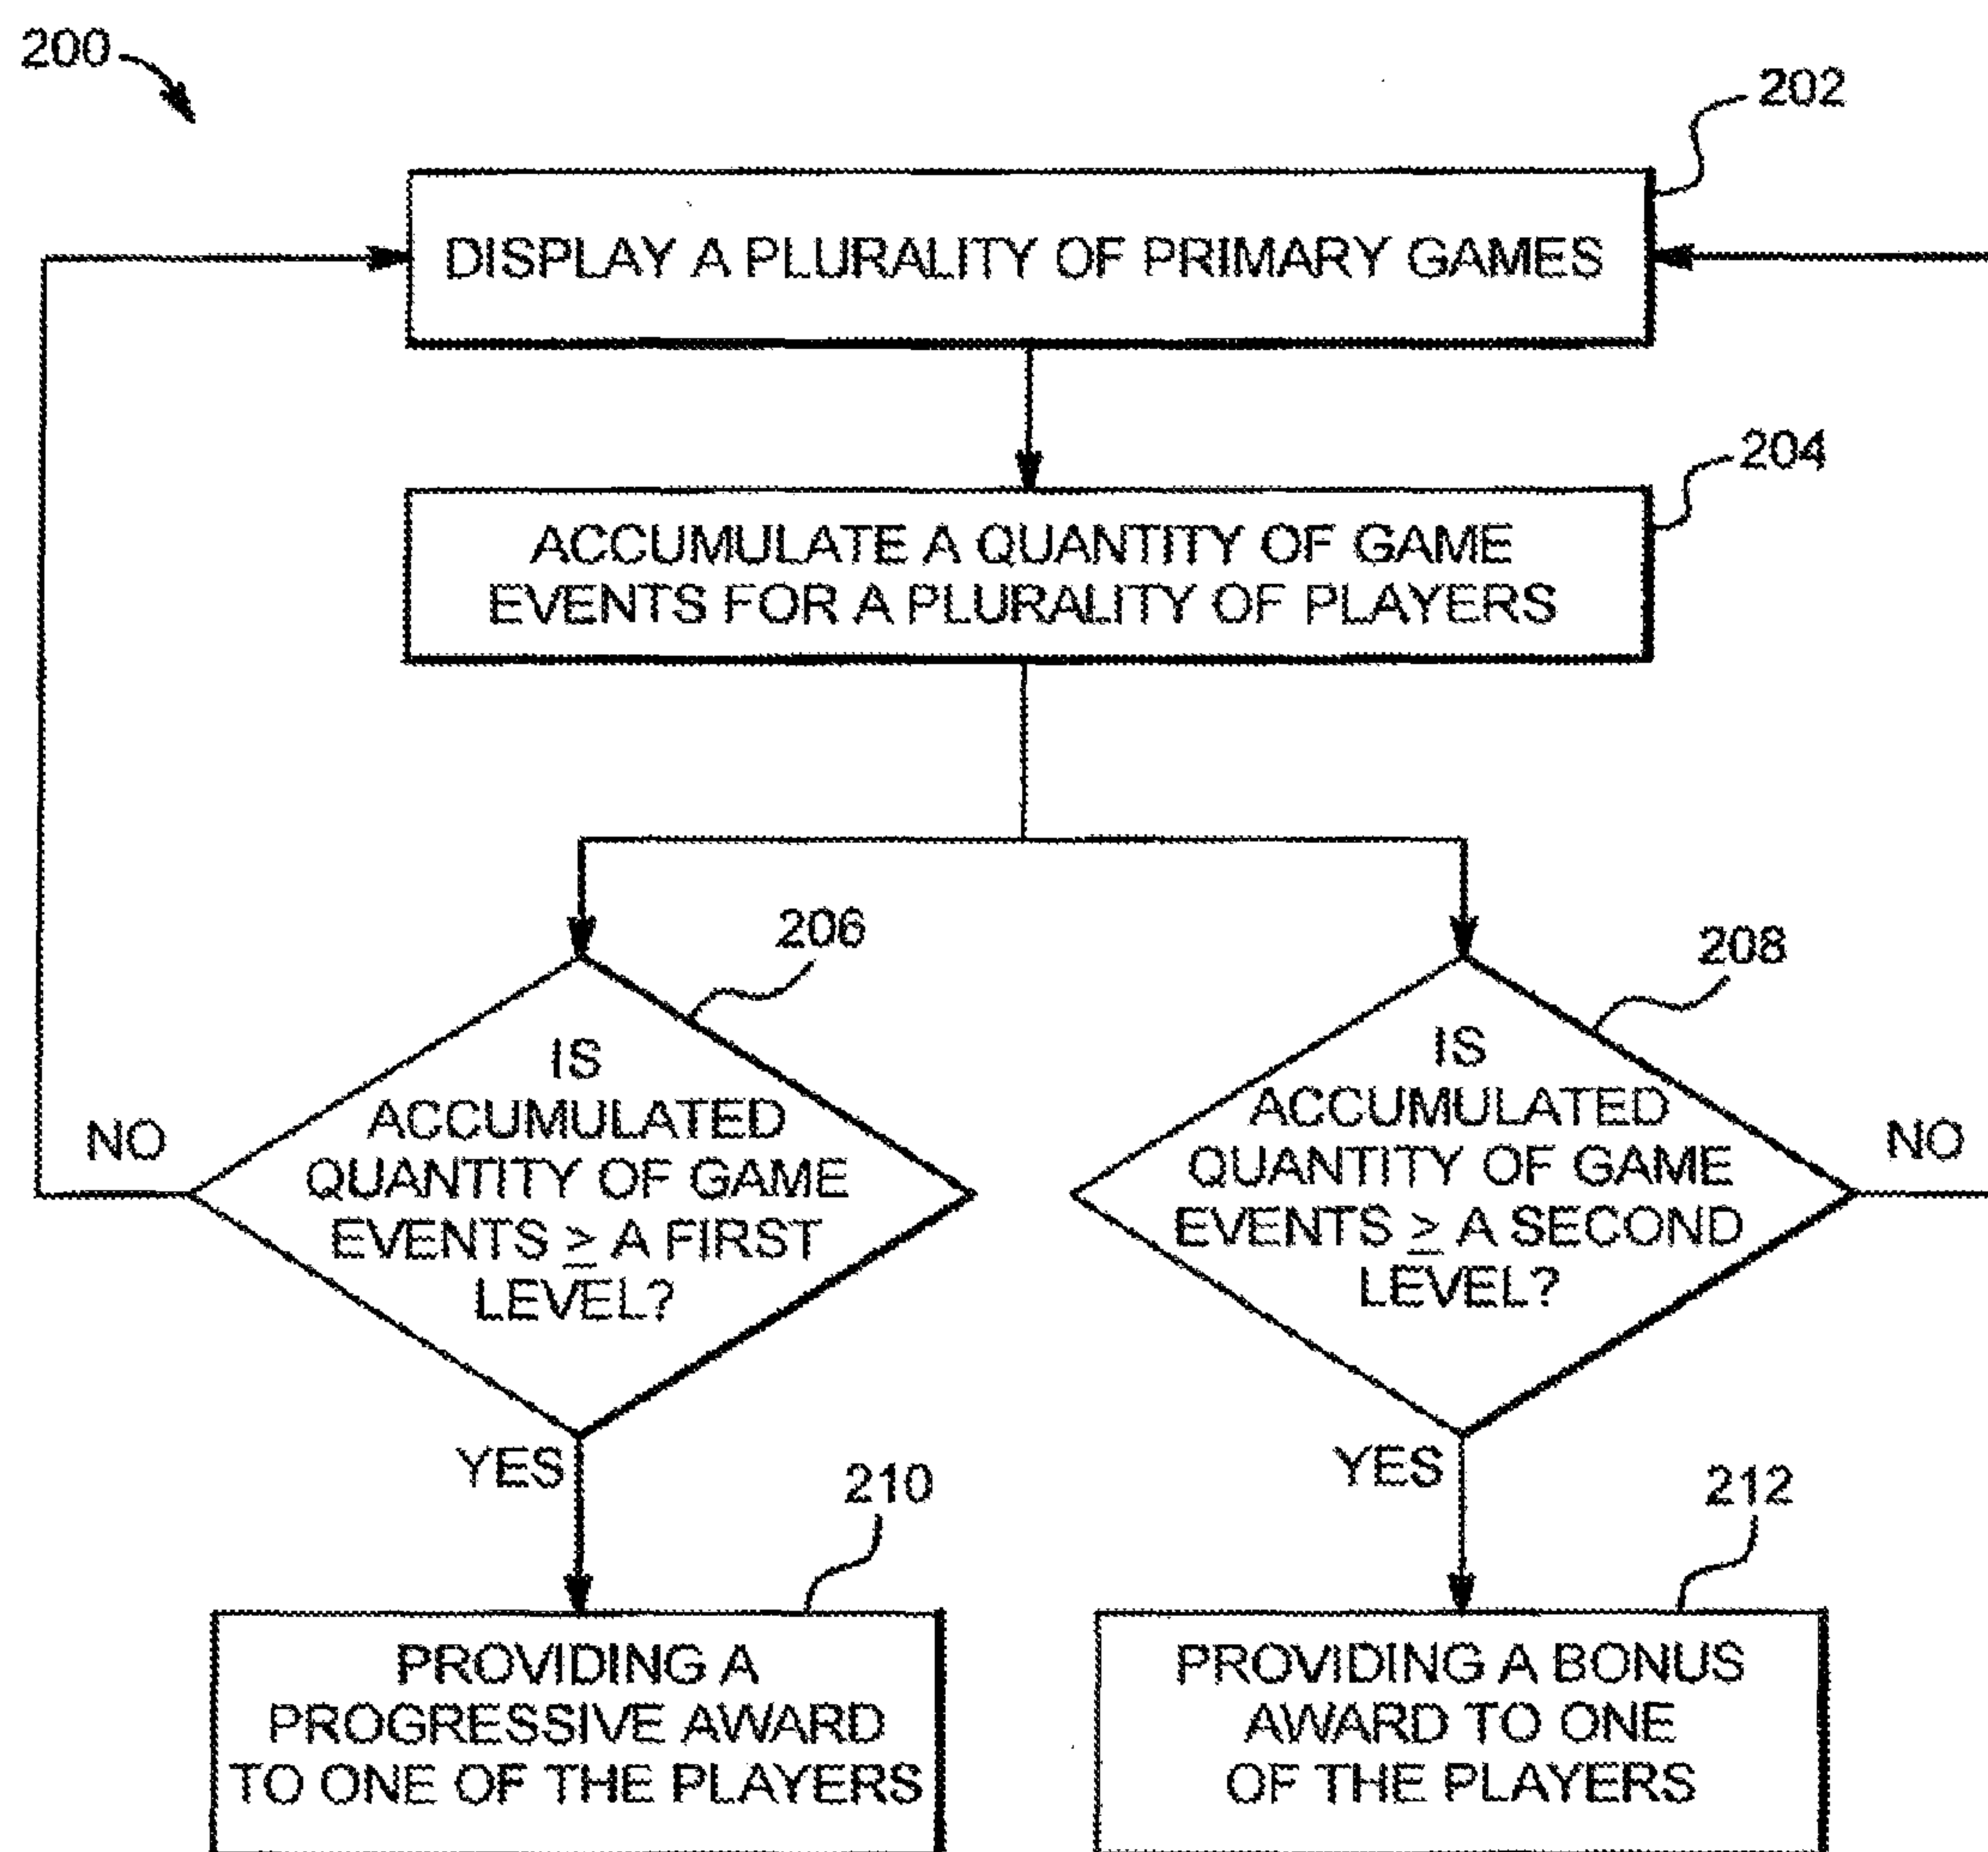 200
202
DISPLAY A PLURALITY OF PRIMARY GAMES
204
ACCUMULATE A QUANTITY OF GAME
EVENTS FOR A PLURALITY OF PLAYERS
206
IS
ACCUMULATED
QUANTITY OF GAME
EVENTS ≥ A FIRST
LEVEL?
NO
YES
208
IS
ACCUMULATED
QUANTITY OF GAME
EVENTS ≥ A SECOND
LEVEL?
NO
YES
210
PROVIDING A
PROGRESSIVE AWARD
TO ONE OF THE PLAYERS
212
PROVIDING A BONUS
AWARD TO ONE
OF THE PLAYERS